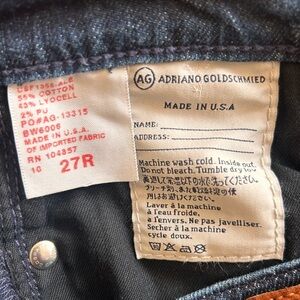 55% COTTON
43% LYOCELL
2% PU
PO#AG-13315
BW6006
MADE IN U.S.A
OF IMPORTED FABRIC
RN 104857
10 27R
AG ADRIANO GOLDSCHMIED
MADE IN U.S.A
NAME:
ADDRESS:
Machine wash cold. Inside out.
Do not bleach. Tumble dry low
Laver à la machine
à l'eau froide,
a l'envers. Ne pas javelliser.
Secher à la machine
cycle doux.